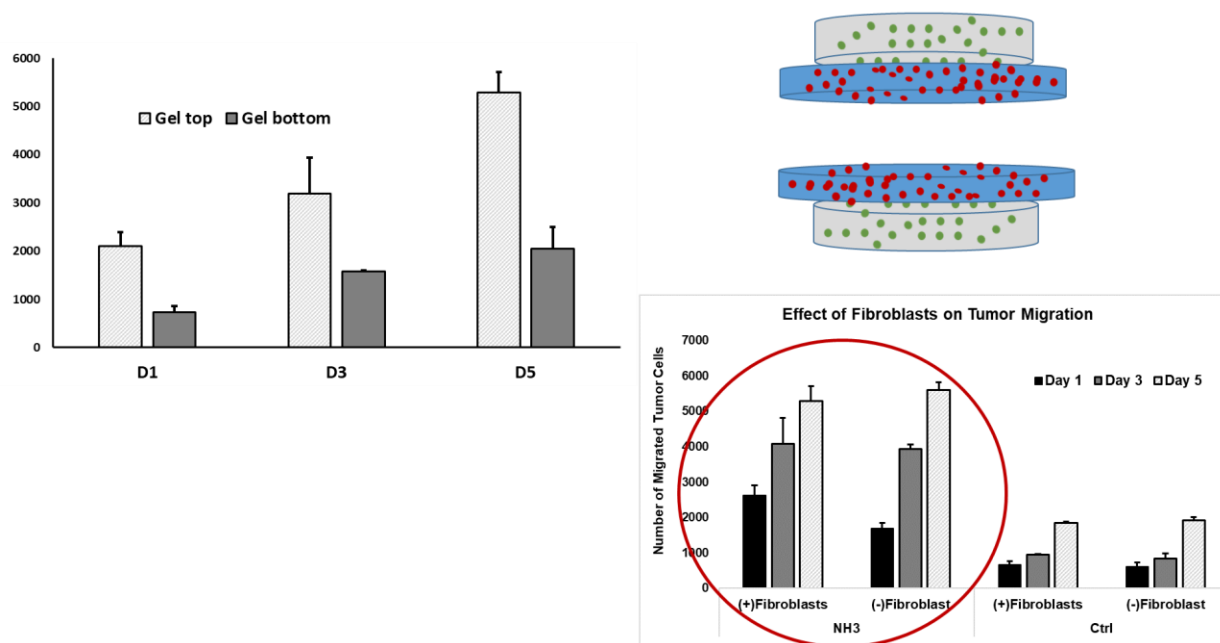 6000
5000
4000
3000
2000
1000
0
Gel top Gel bottom
D1 D3 D5
Effect of Fibroblasts on Tumor Migration
Number of Migrated Tumor Cells
7000
6000
5000
4000
3000
2000
1000
0
Day 1 Day 3 Day 5
(+)Fibroblasts (-)Fibroblast (+)Fibroblasts (-)Fibroblast
NH3 Ctrl